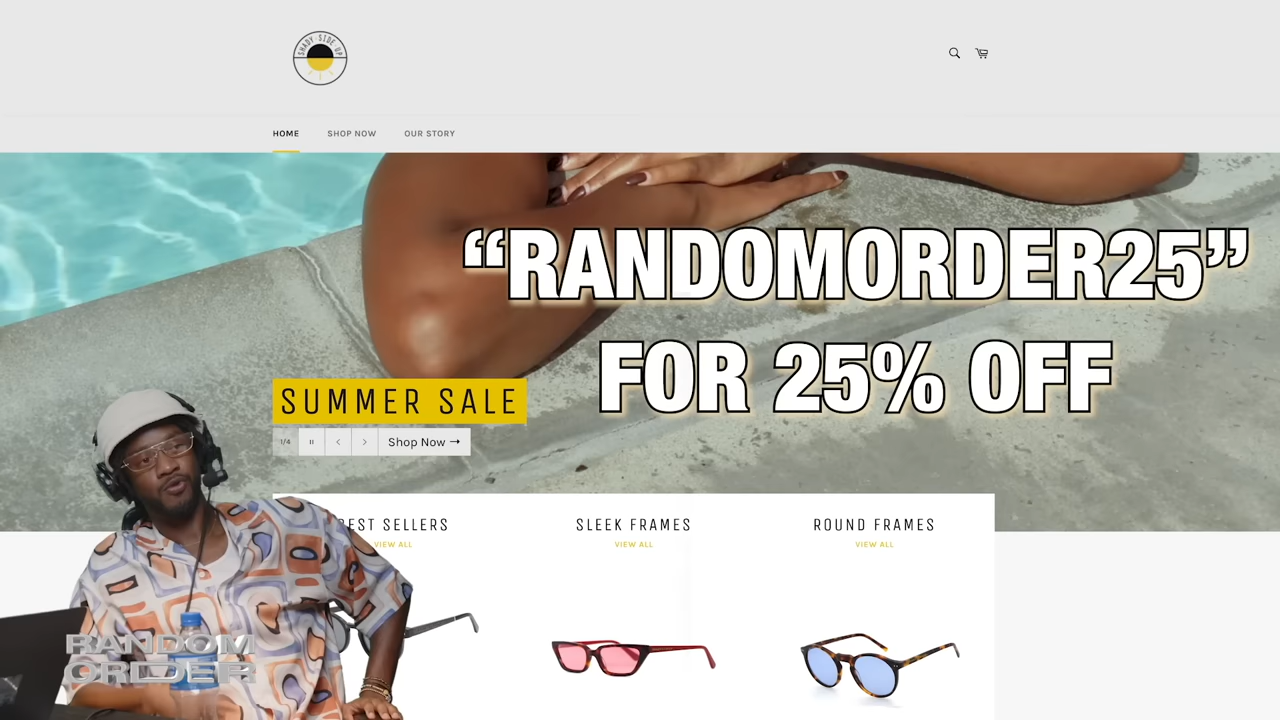 SHADY·SIDE·UP
HOME SHOP NOW OUR STORY
“RANDOMORDER25”
FOR 25% OFF
SUMMER SALE
1/4
Shop Now →
EST SELLERS
VIEW ALL
SLEEK FRAMES
VIEW ALL
ROUND FRAMES
VIEW ALL
RANDOM
ORDER